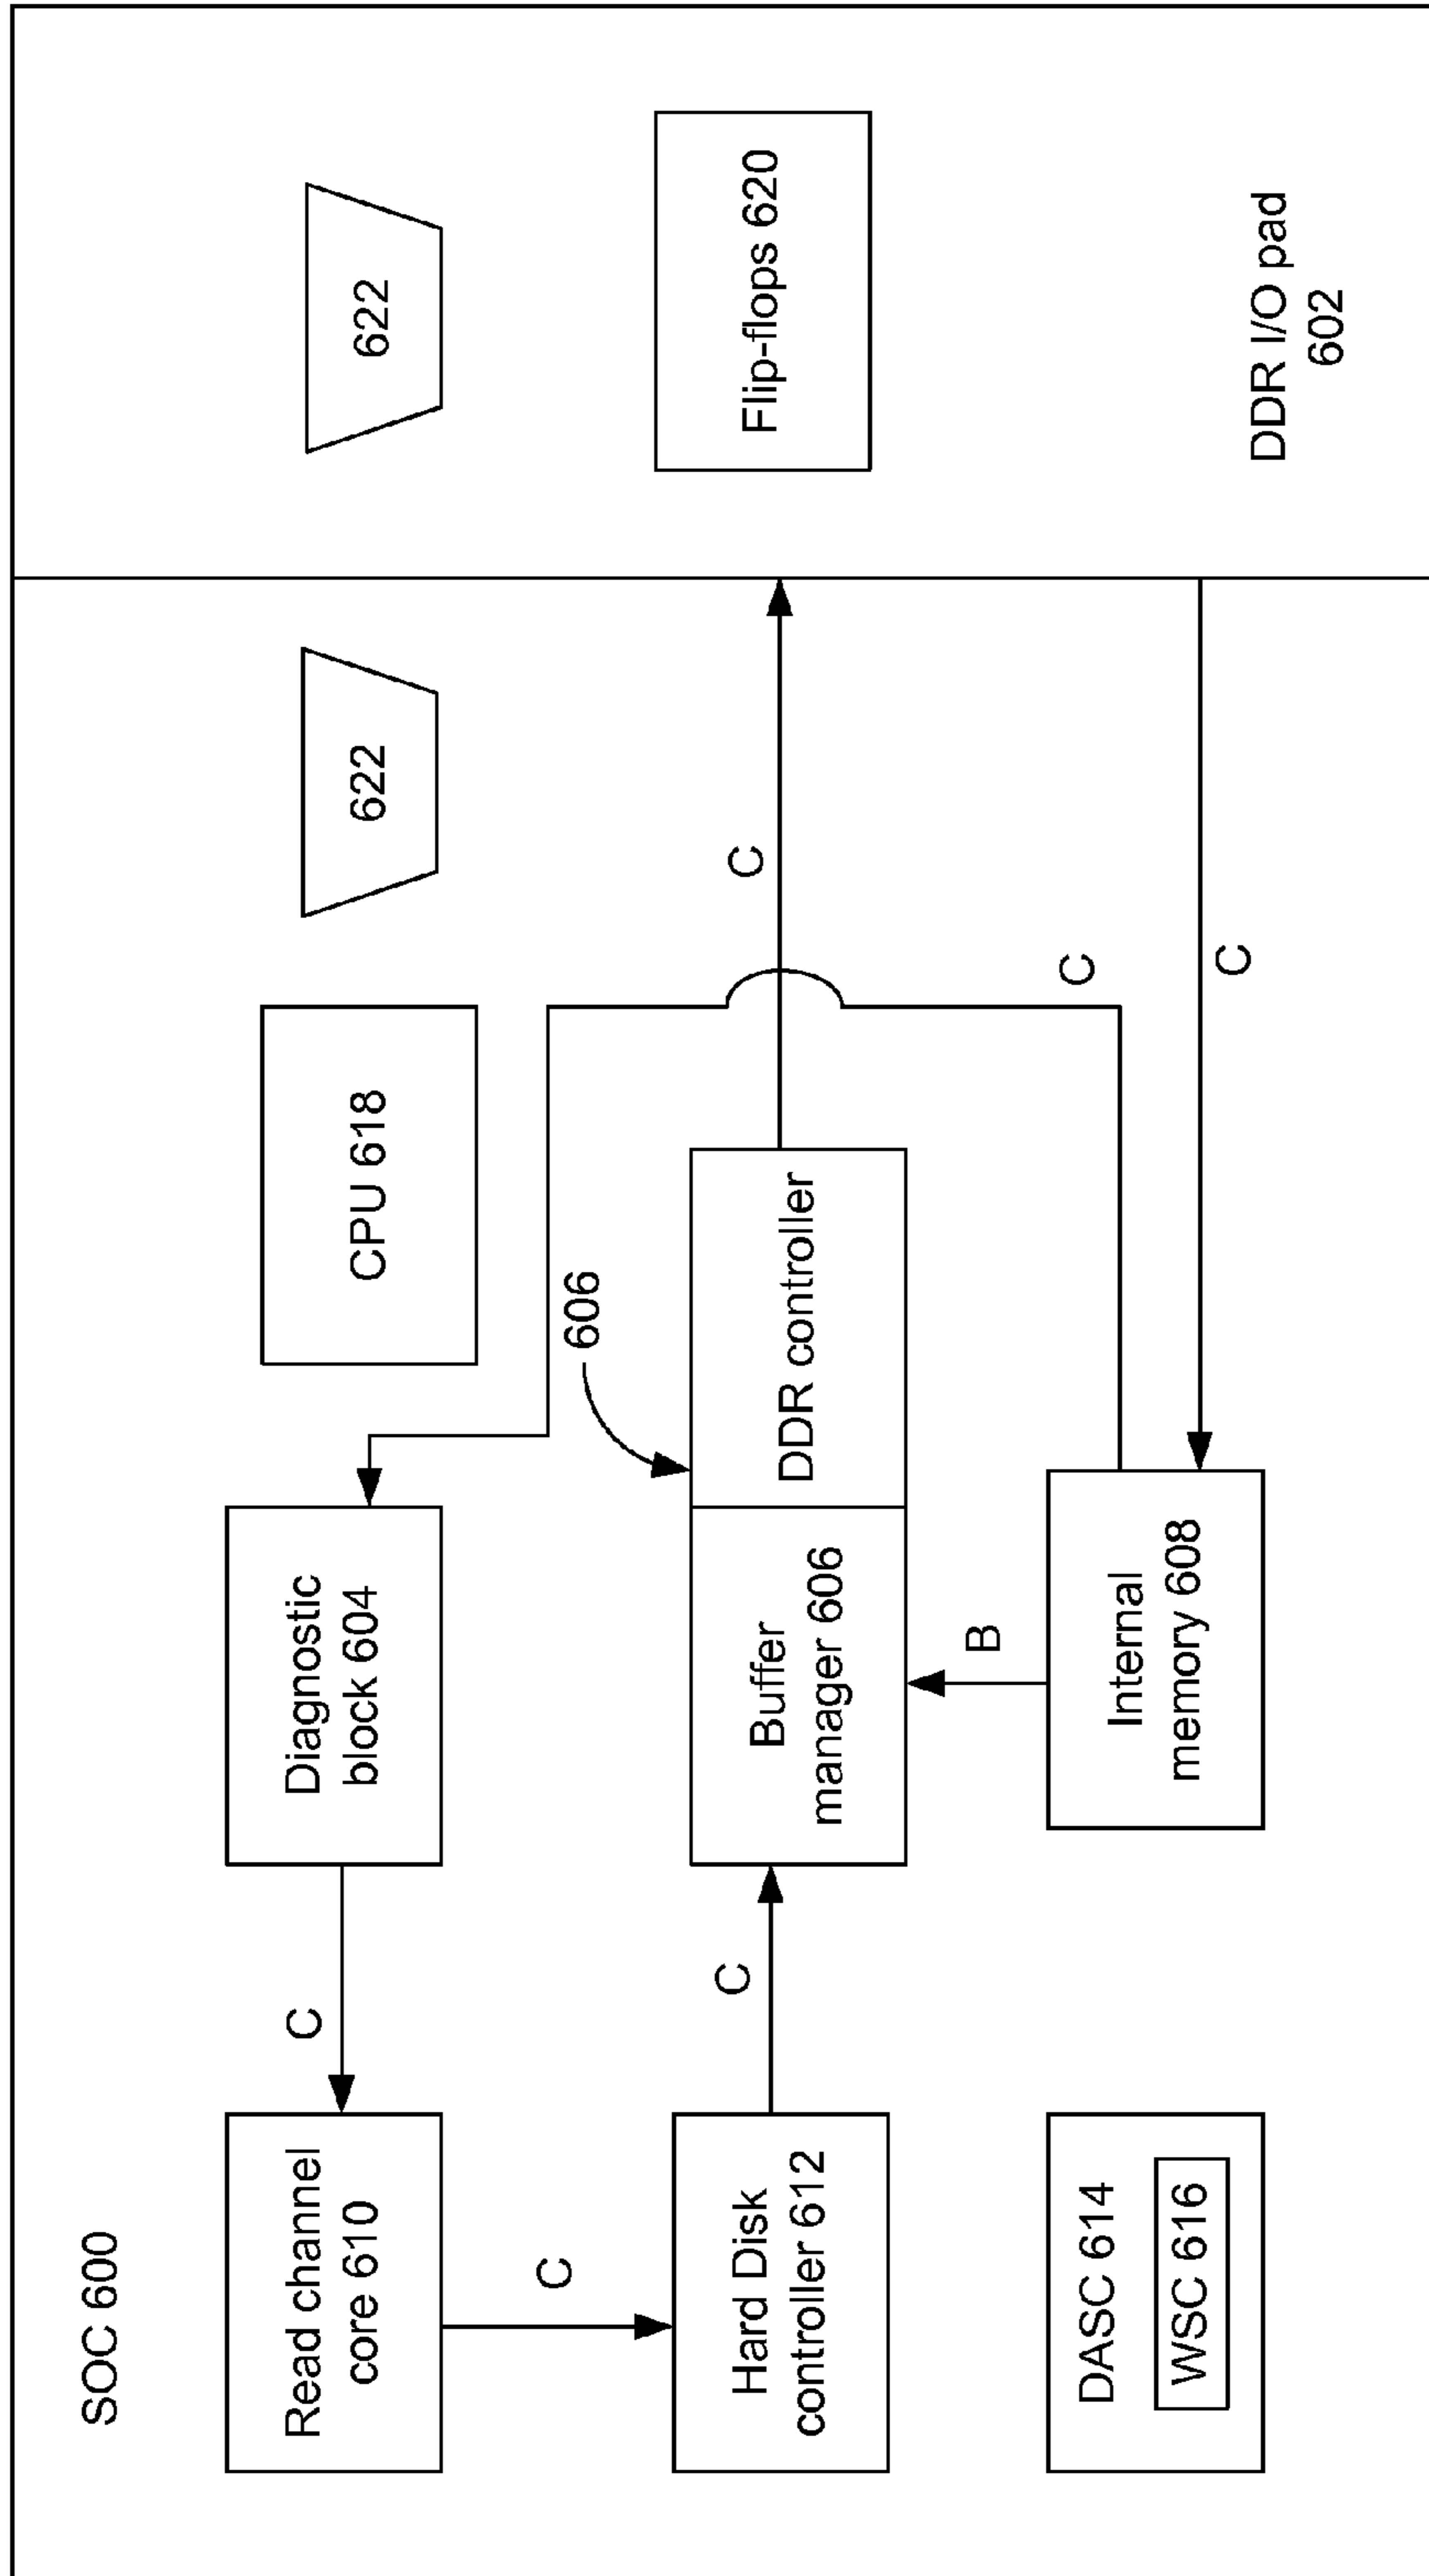 SOC 600
Read channel
core 610
C
Diagnostic
block 604
CPU 618
622
622
C
606
Hard Disk
controller 612
C
Buffer
manager 606
DDR controller
C
Flip-flops 620
B
C
DASC 614
WSC 616
Internal
memory 608
C
DDR I/O pad
602